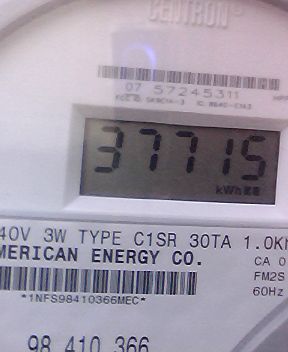 CENTRON®
07 57245311
37715
kWh
40V 3W TYPE C1SR 30TA 1.0Kh
MERICAN ENERGY CO.
CA 0
FM2S
60Hz
*1NFS98410366MEC*
98 410 366